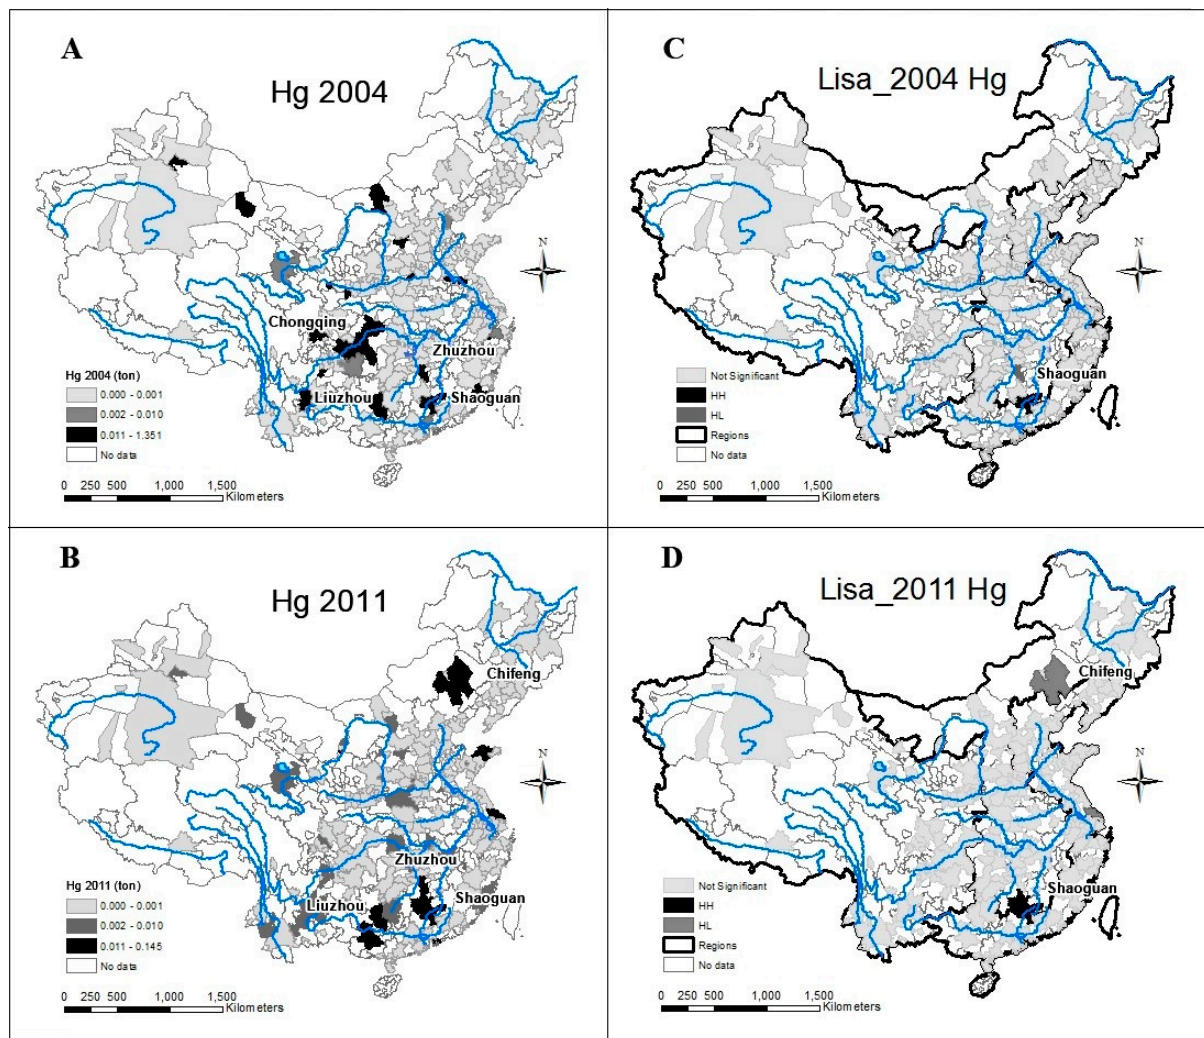 A
Hg 2004
N
Chongqing
Zhuzhou
Liuzhou
Shaoguan
Hg 2004 (ton)
0.000 - 0.001
0.002 - 0.010
0.011 - 1.351
No data
0 250 500 1,000 1,500
Kilometers
C
Lisa_2004 Hg
N
Shaoguan
Not Significant
HH
HL
Regions
No data
0 250 500 1,000 1,500
Kilometers
B
Hg 2011
Chifeng
N
Zhuzhou
Liuzhou
Shaoguan
Hg 2011 (ton)
0.000 - 0.001
0.002 - 0.010
0.011 - 0.145
No data
0 250 500 1,000 1,500
Kilometers
D
Lisa_2011 Hg
Chifeng
N
Shaoguan
Not Significant
HH
HL
Regions
No data
0 250 500 1,000 1,500
Kilometers